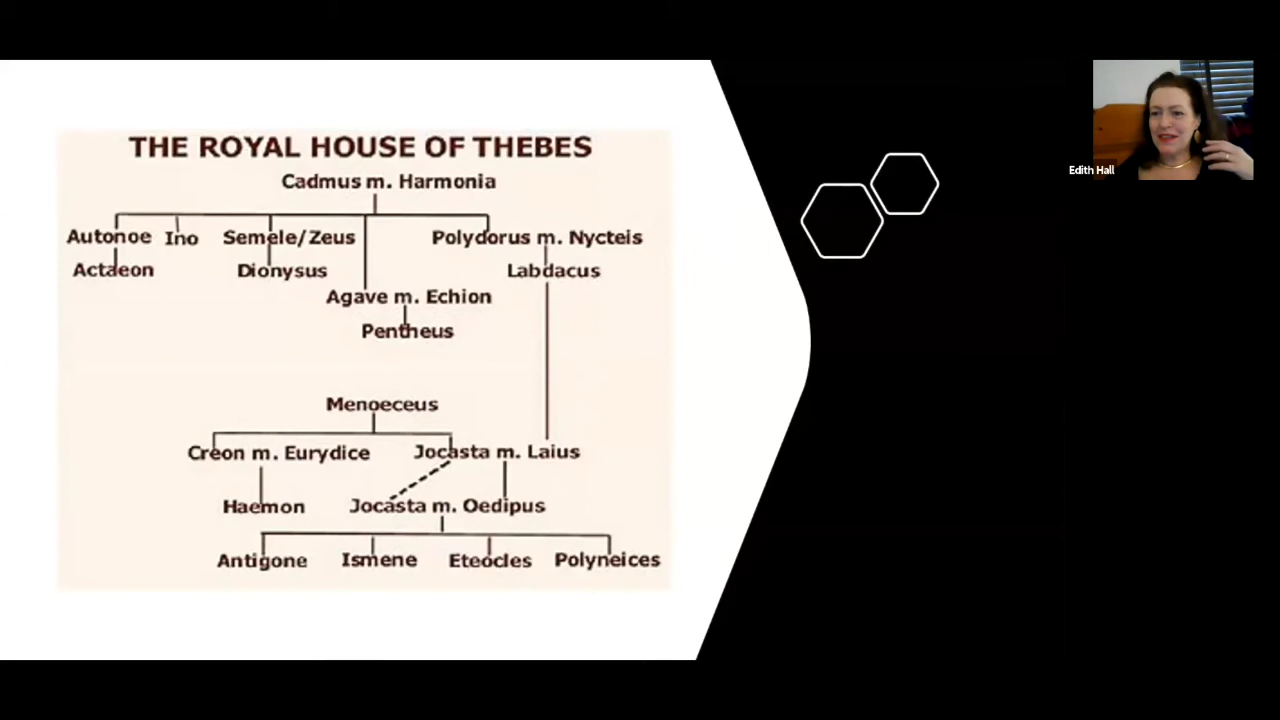 THE ROYAL HOUSE OF THEBES
Cadmus m. Harmonia
Autonoe Ino Semele/Zeus Polydorus m. Nycteis
Actaeon Dionysus Labdacus
Agave m. Echion
Pentheus
Menoeceus
Creon m. Eurydice Jocasta m. Laius
Haemon Jocasta m. Oedipus
Antigone Ismene Eteocles Polyneices
Edith Hall